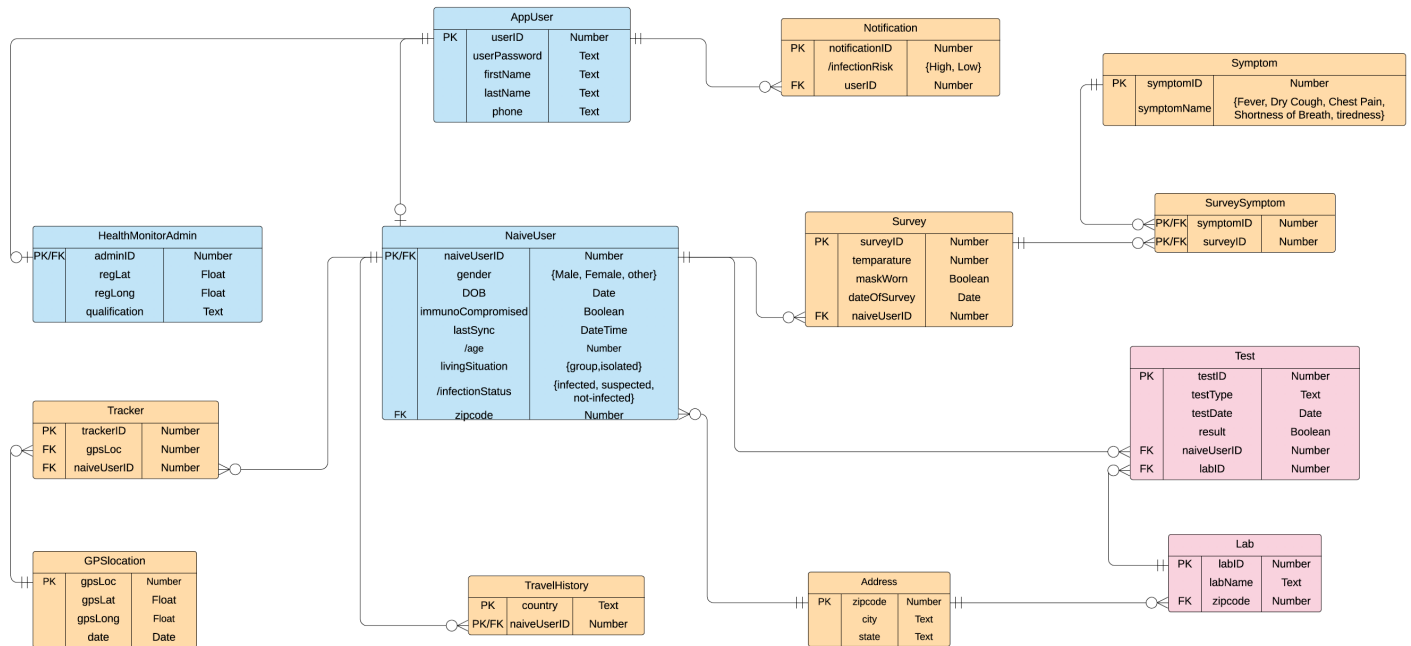 AppUser
PK userID Number
userPassword Text
firstName Text
lastName Text
phone Text
Notification
PK notificationID Number
/infectionRisk {High, Low}
FK userID Number
Symptom
PK symptomID Number
symptomName {Fever, Dry Cough, Chest Pain,
Shortness of Breath, tiredness}
HealthMonitorAdmin
PK/FK adminID Number
regLat Float
regLong Float
qualification Text
NaiveUser
PK/FK naiveUserID Number
gender {Male, Female, other}
DOB Date
immunoCompromised Boolean
lastSync DateTime
/age Number
livingSituation {group,isolated}
/infectionStatus {infected, suspected,
not-infected}
FK zipcode Number
Survey
PK surveyID Number
temparature Number
maskWorn Boolean
dateOfSurvey Date
FK naiveUserID Number
SurveySymptom
PK/FK symptomID Number
PK/FK surveyID Number
Test
PK testID Number
testType Text
testDate Date
result Boolean
FK naiveUserID Number
FK labID Number
Tracker
PK trackerID Number
FK gpsLoc Number
FK naiveUserID Number
GPSlocation
PK gpsLoc Number
gpsLat Float
gpsLong Float
date Date
TravelHistory
PK country Text
PK/FK naiveUserID Number
Address
PK zipcode Number
city Text
state Text
Lab
PK labID Number
labName Text
FK zipcode Number